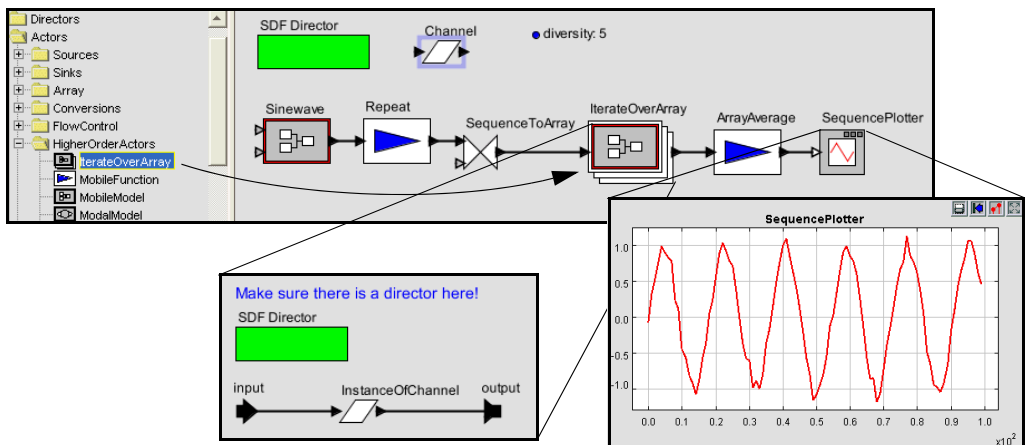 Directors
Actors
Sources
Sinks
Array
Conversions
FlowControl
HigherOrderActors
IterateOverArray
MobileFunction
MobileModel
ModalModel
SDF Director
Channel
diversity: 5
Sinewave
Repeat
SequenceToArray
IterateOverArray
ArrayAverage
SequencePlotter
Make sure there is a director here!
SDF Director
input
InstanceOfChannel
output
SequencePlotter
1.0
0.5
0.0
-0.5
-1.0
0.0 0.1 0.2 0.3 0.4 0.5 0.6 0.7 0.8 0.9 1.0
x10²